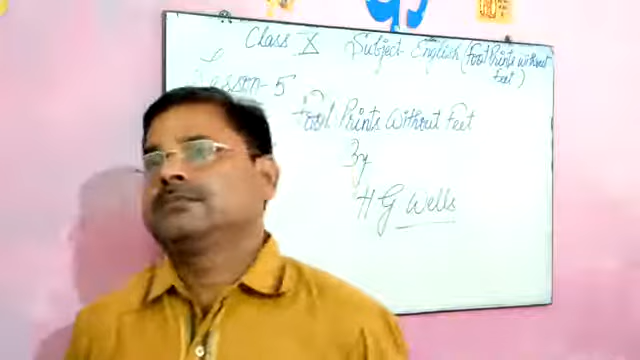 Class X Subject- English (Foot Prints without
Feet)
Lesson-5
Foot Prints Without Feet
By
H G Wells